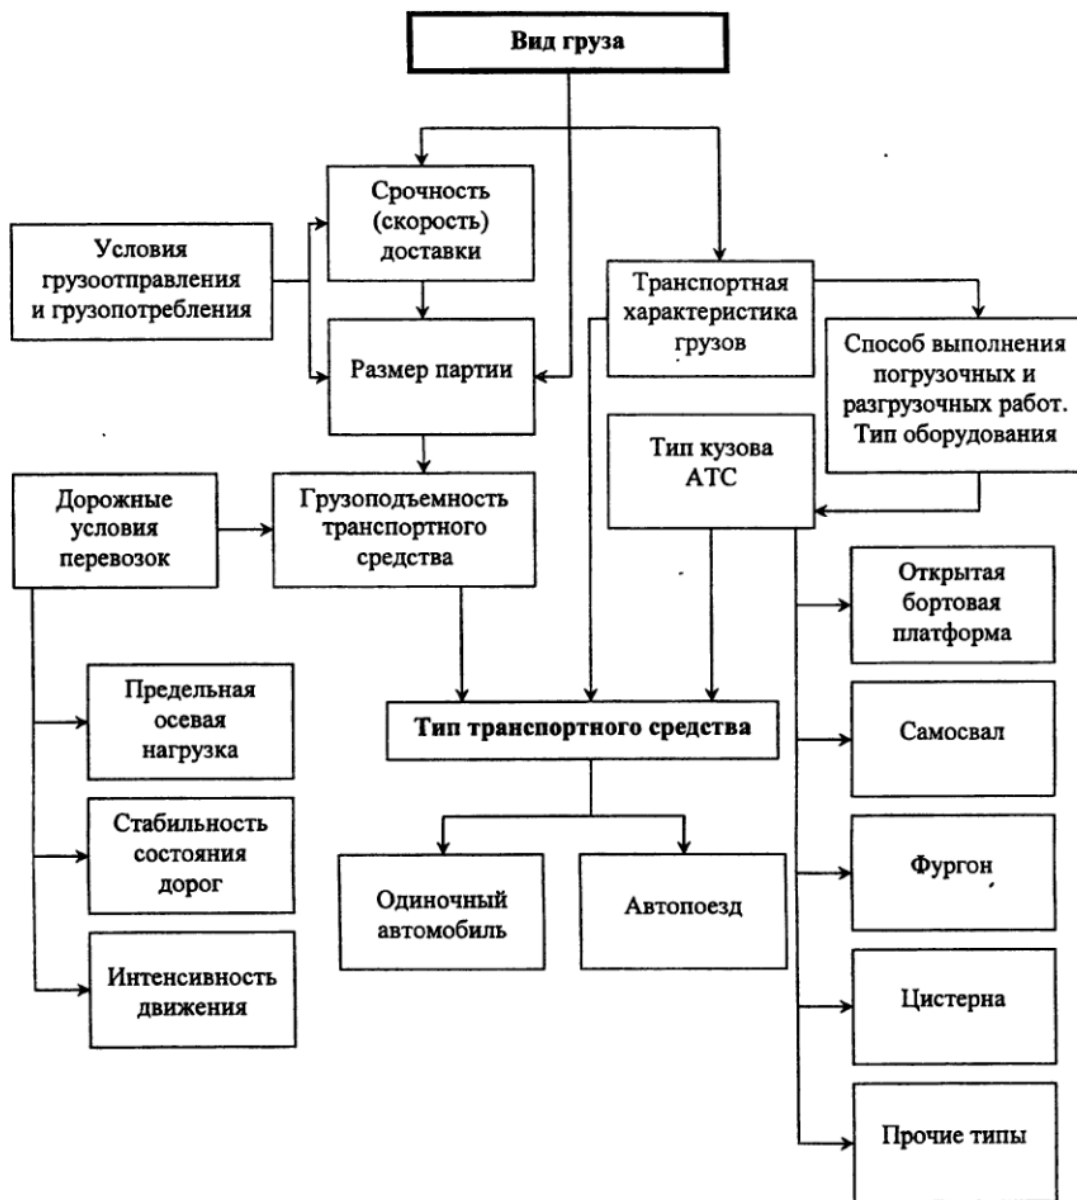 Вид груза
Срочность
(скорость)
доставки
Условия
грузоотправления
и грузопотребления
Транспортная
характеристика
грузов
Размер партии
Способ выполнения
погрузочных и
разгрузочных работ.
Тип оборудования
Тип кузова
АТС
Дорожные
условия
перевозок
Грузоподъемность
транспортного
средства
Открытая
бортовая
платформа
Предельная
осевая
нагрузка
Тип транспортного средства
Самосвал
Стабильность
состояния
дорог
Одиночный
автомобиль
Автопоезд
Фургон
Интенсивность
движения
Цистерна
Прочие типы